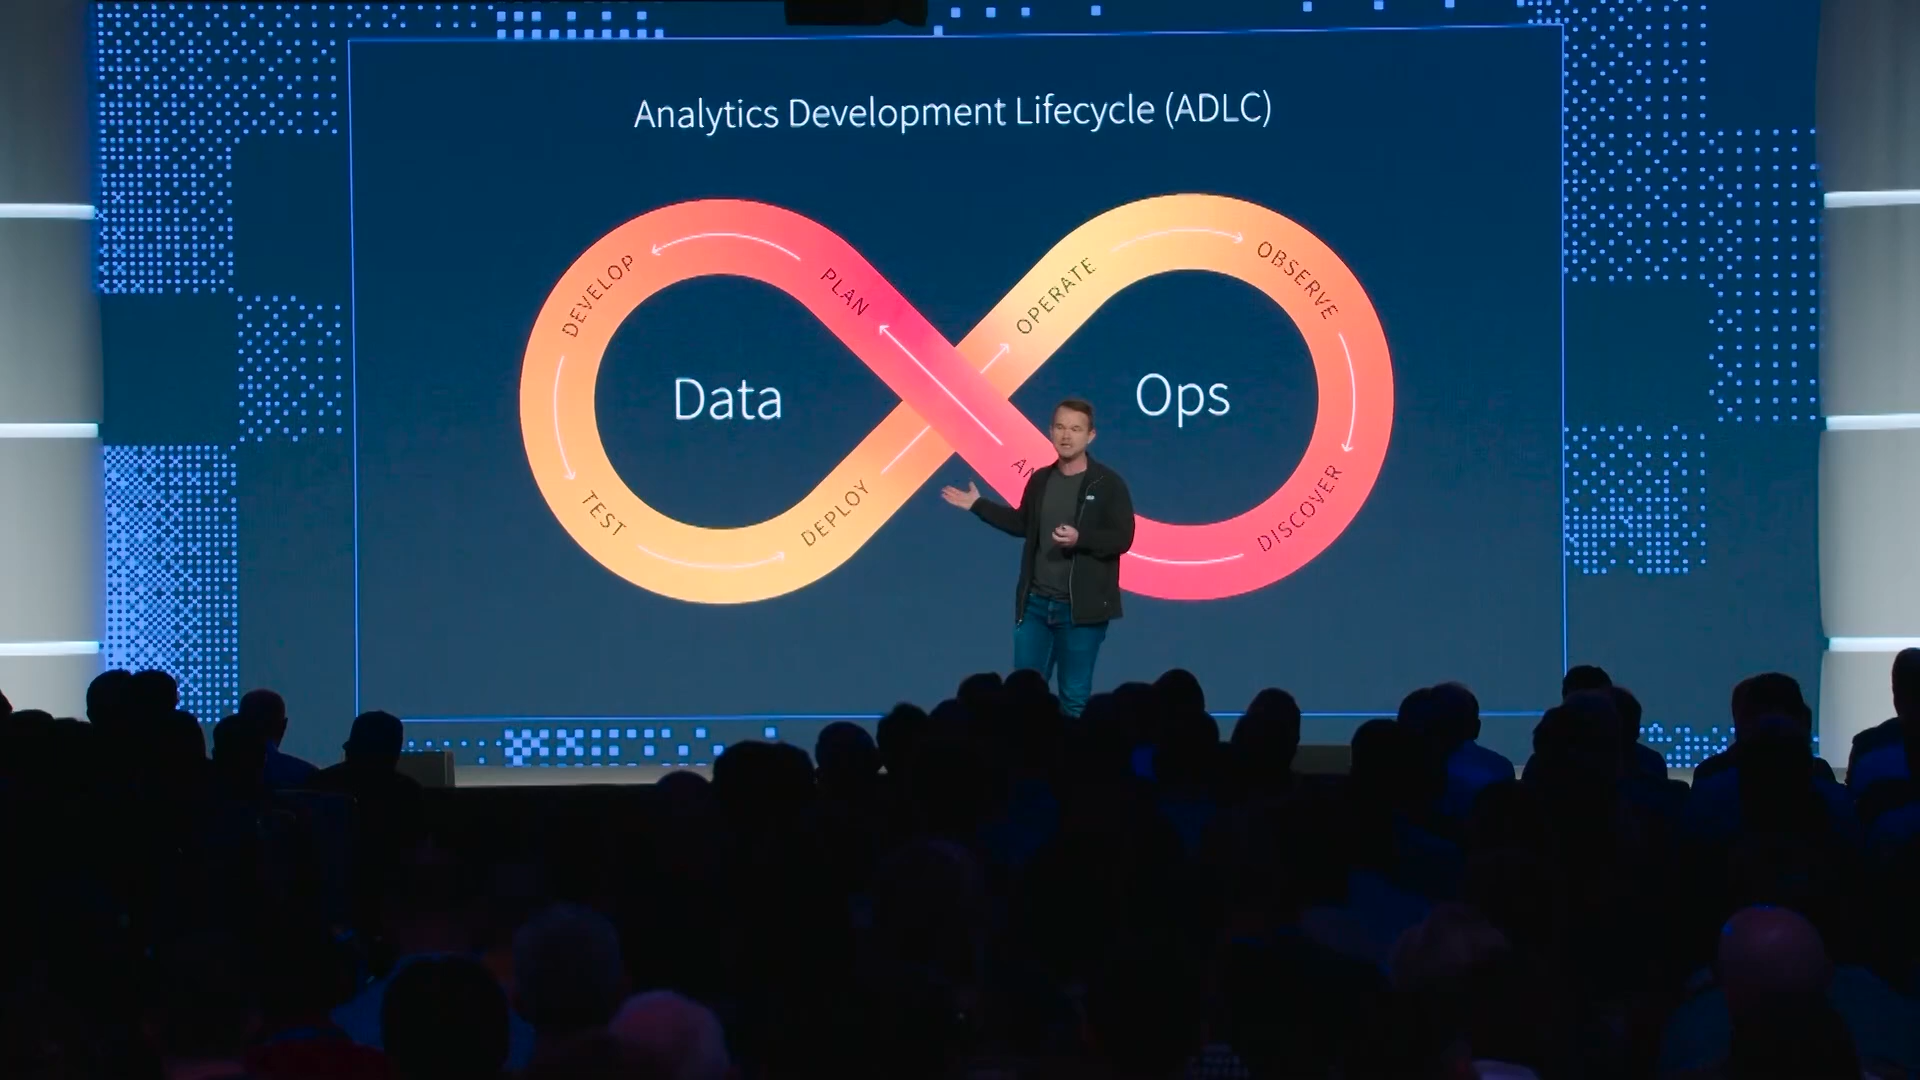 Analytics Development Lifecycle (ADLC)
PLAN
DEVELOP
TEST
DEPLOY
OPERATE
OBSERVE
DISCOVER
Data
Ops